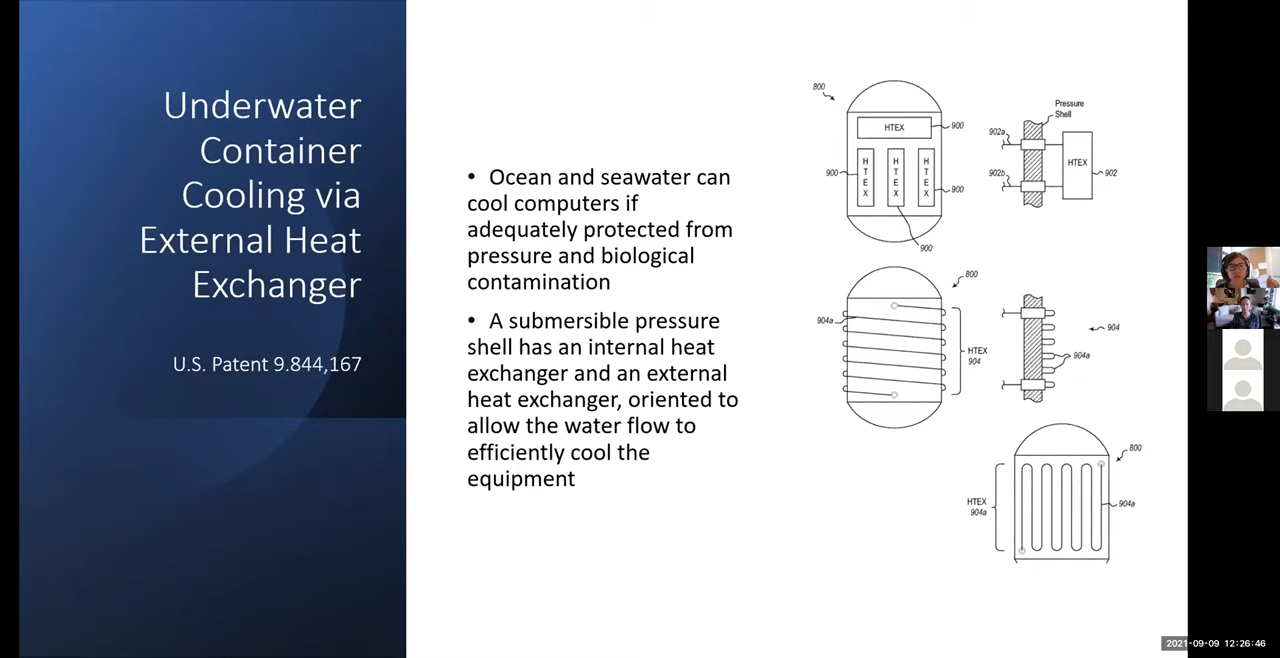 Underwater
Container
Cooling via
External Heat
Exchanger
U.S. Patent 9.844,167
• Ocean and seawater can
cool computers if
adequately protected from
pressure and biological
contamination
• A submersible pressure
shell has an internal heat
exchanger and an external
heat exchanger, oriented to
allow the water flow to
efficiently cool the
equipment
800
HTEX
900
HTEX
HTEX
HTEX
900
900
900
Pressure
Shell
902a
902b
HTEX
902
800
904a
HTEX
904
904
904a
800
HTEX
904a
904a
2021-09-09 12:26:46